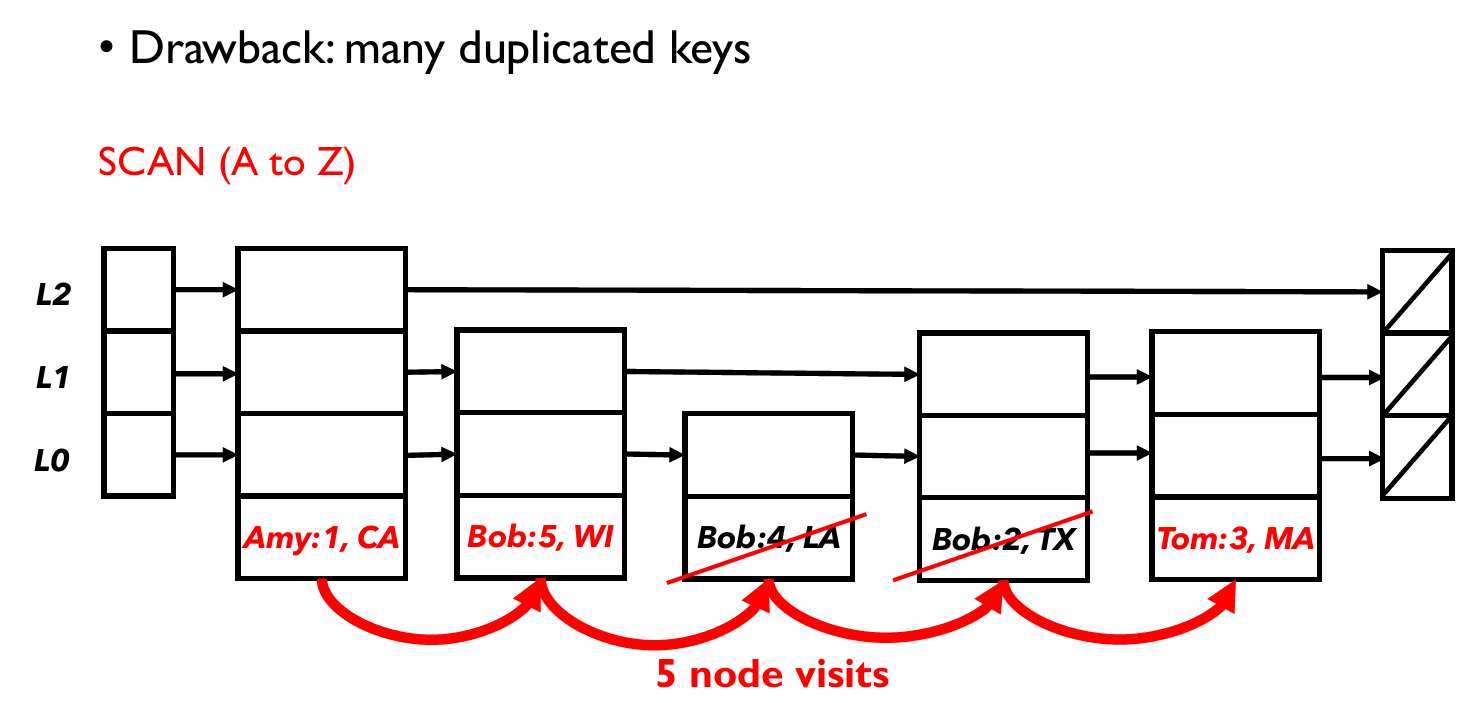 • Drawback: many duplicated keys
SCAN (A to Z)
L2
L1
L0
Amy:1, CA
Bob:5, WI
Bob:4, LA
Bob:2, TX
Tom:3, MA
5 node visits